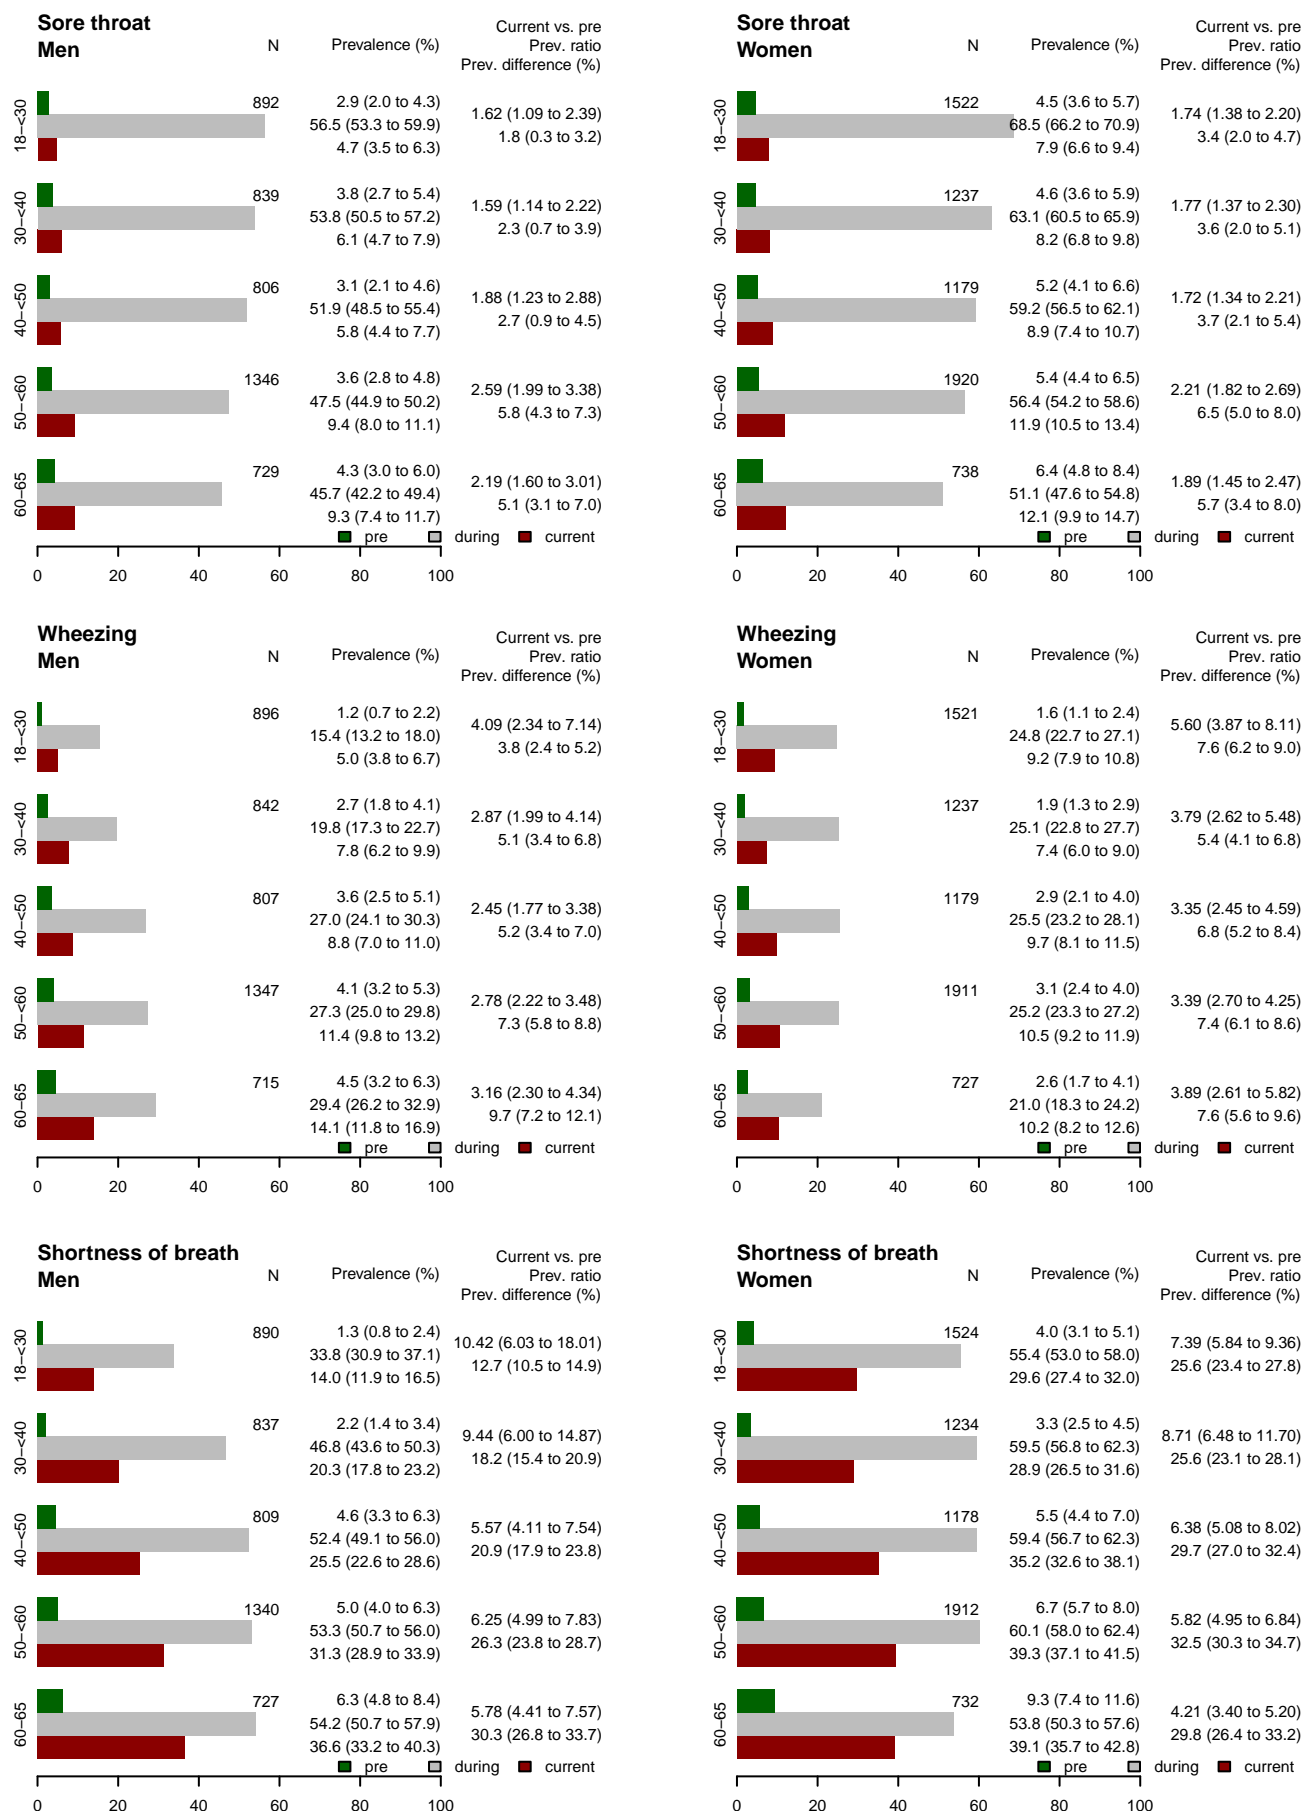 Sore throat
Men
N
Prevalence (%)
Current vs. pre
Prev. ratio
Prev. difference (%)
18−<30
892
2.9 (2.0 to 4.3)
56.5 (53.3 to 59.9)
4.7 (3.5 to 6.3)
1.62 (1.09 to 2.39)
1.8 (0.3 to 3.2)
30−<40
839
3.8 (2.7 to 5.4)
53.8 (50.5 to 57.2)
6.1 (4.7 to 7.9)
1.59 (1.14 to 2.22)
2.3 (0.7 to 3.9)
40−<50
806
3.1 (2.1 to 4.6)
51.9 (48.5 to 55.4)
5.8 (4.4 to 7.7)
1.88 (1.23 to 2.88)
2.7 (0.9 to 4.5)
50−<60
1346
3.6 (2.8 to 4.8)
47.5 (44.9 to 50.2)
9.4 (8.0 to 11.1)
2.59 (1.99 to 3.38)
5.8 (4.3 to 7.3)
60−65
729
4.3 (3.0 to 6.0)
45.7 (42.2 to 49.4)
9.3 (7.4 to 11.7)
2.19 (1.60 to 3.01)
5.1 (3.1 to 7.0)
pre during current
0 20 40 60 80 100
Sore throat
Women
N
Prevalence (%)
Current vs. pre
Prev. ratio
Prev. difference (%)
18−<30
1522
4.5 (3.6 to 5.7)
68.5 (66.2 to 70.9)
7.9 (6.6 to 9.4)
1.74 (1.38 to 2.20)
3.4 (2.0 to 4.7)
30−<40
1237
4.6 (3.6 to 5.9)
63.1 (60.5 to 65.9)
8.2 (6.8 to 9.8)
1.77 (1.37 to 2.30)
3.6 (2.0 to 5.1)
40−<50
1179
5.2 (4.1 to 6.6)
59.2 (56.5 to 62.1)
8.9 (7.4 to 10.7)
1.72 (1.34 to 2.21)
3.7 (2.1 to 5.4)
50−<60
1920
5.4 (4.4 to 6.5)
56.4 (54.2 to 58.6)
11.9 (10.5 to 13.4)
2.21 (1.82 to 2.69)
6.5 (5.0 to 8.0)
60−65
738
6.4 (4.8 to 8.4)
51.1 (47.6 to 54.8)
12.1 (9.9 to 14.7)
1.89 (1.45 to 2.47)
5.7 (3.4 to 8.0)
pre during current
0 20 40 60 80 100
Wheezing
Men
N
Prevalence (%)
Current vs. pre
Prev. ratio
Prev. difference (%)
18−<30
896
1.2 (0.7 to 2.2)
15.4 (13.2 to 18.0)
5.0 (3.8 to 6.7)
4.09 (2.34 to 7.14)
3.8 (2.4 to 5.2)
30−<40
842
2.7 (1.8 to 4.1)
19.8 (17.3 to 22.7)
7.8 (6.2 to 9.9)
2.87 (1.99 to 4.14)
5.1 (3.4 to 6.8)
40−<50
807
3.6 (2.5 to 5.1)
27.0 (24.1 to 30.3)
8.8 (7.0 to 11.0)
2.45 (1.77 to 3.38)
5.2 (3.4 to 7.0)
50−<60
1347
4.1 (3.2 to 5.3)
27.3 (25.0 to 29.8)
11.4 (9.8 to 13.2)
2.78 (2.22 to 3.48)
7.3 (5.8 to 8.8)
60−65
715
4.5 (3.2 to 6.3)
29.4 (26.2 to 32.9)
14.1 (11.8 to 16.9)
3.16 (2.30 to 4.34)
9.7 (7.2 to 12.1)
pre during current
0 20 40 60 80 100
Wheezing
Women
N
Prevalence (%)
Current vs. pre
Prev. ratio
Prev. difference (%)
18−<30
1521
1.6 (1.1 to 2.4)
24.8 (22.7 to 27.1)
9.2 (7.9 to 10.8)
5.60 (3.87 to 8.11)
7.6 (6.2 to 9.0)
30−<40
1237
1.9 (1.3 to 2.9)
25.1 (22.8 to 27.7)
7.4 (6.0 to 9.0)
3.79 (2.62 to 5.48)
5.4 (4.1 to 6.8)
40−<50
1179
2.9 (2.1 to 4.0)
25.5 (23.2 to 28.1)
9.7 (8.1 to 11.5)
3.35 (2.45 to 4.59)
6.8 (5.2 to 8.4)
50−<60
1911
3.1 (2.4 to 4.0)
25.2 (23.3 to 27.2)
10.5 (9.2 to 11.9)
3.39 (2.70 to 4.25)
7.4 (6.1 to 8.6)
60−65
727
2.6 (1.7 to 4.1)
21.0 (18.3 to 24.2)
10.2 (8.2 to 12.6)
3.89 (2.61 to 5.82)
7.6 (5.6 to 9.6)
pre during current
0 20 40 60 80 100
Shortness of breath
Men
N
Prevalence (%)
Current vs. pre
Prev. ratio
Prev. difference (%)
18−<30
890
1.3 (0.8 to 2.4)
33.8 (30.9 to 37.1)
14.0 (11.9 to 16.5)
10.42 (6.03 to 18.01)
12.7 (10.5 to 14.9)
30−<40
837
2.2 (1.4 to 3.4)
46.8 (43.6 to 50.3)
20.3 (17.8 to 23.2)
9.44 (6.00 to 14.87)
18.2 (15.4 to 20.9)
40−<50
809
4.6 (3.3 to 6.3)
52.4 (49.1 to 56.0)
25.5 (22.6 to 28.6)
5.57 (4.11 to 7.54)
20.9 (17.9 to 23.8)
50−<60
1340
5.0 (4.0 to 6.3)
53.3 (50.7 to 56.0)
31.3 (28.9 to 33.9)
6.25 (4.99 to 7.83)
26.3 (23.8 to 28.7)
60−65
727
6.3 (4.8 to 8.4)
54.2 (50.7 to 57.9)
36.6 (33.2 to 40.3)
5.78 (4.41 to 7.57)
30.3 (26.8 to 33.7)
pre during current
0 20 40 60 80 100
Shortness of breath
Women
N
Prevalence (%)
Current vs. pre
Prev. ratio
Prev. difference (%)
18−<30
1524
4.0 (3.1 to 5.1)
55.4 (53.0 to 58.0)
29.6 (27.4 to 32.0)
7.39 (5.84 to 9.36)
25.6 (23.4 to 27.8)
30−<40
1234
3.3 (2.5 to 4.5)
59.5 (56.8 to 62.3)
28.9 (26.5 to 31.6)
8.71 (6.48 to 11.70)
25.6 (23.1 to 28.1)
40−<50
1178
5.5 (4.4 to 7.0)
59.4 (56.7 to 62.3)
35.2 (32.6 to 38.1)
6.38 (5.08 to 8.02)
29.7 (27.0 to 32.4)
50−<60
1912
6.7 (5.7 to 8.0)
60.1 (58.0 to 62.4)
39.3 (37.1 to 41.5)
5.82 (4.95 to 6.84)
32.5 (30.3 to 34.7)
60−65
732
9.3 (7.4 to 11.6)
53.8 (50.3 to 57.6)
39.1 (35.7 to 42.8)
4.21 (3.40 to 5.20)
29.8 (26.4 to 33.2)
pre during current
0 20 40 60 80 100